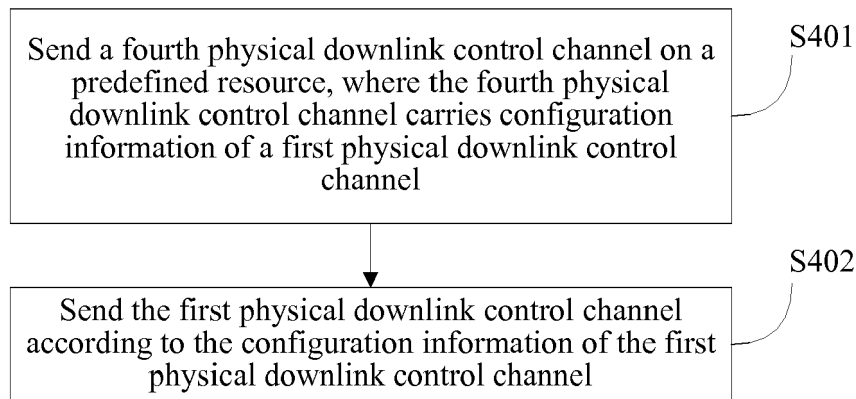 Send a fourth physical downlink control channel on a
predefined resource, where the fourth physical
downlink control channel carries configuration
information of a first physical downlink control
channel
S401
Send the first physical downlink control channel
according to the configuration information of the first
physical downlink control channel
S402